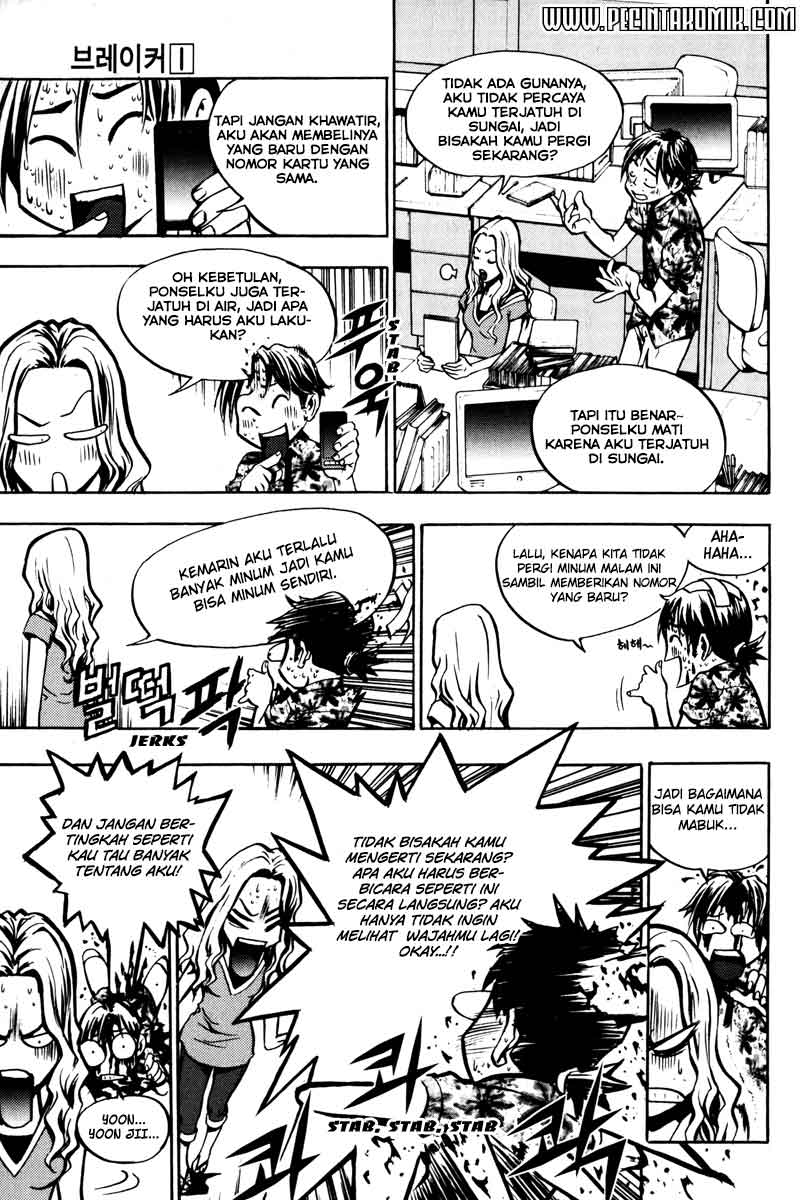 WWW.PECINTAKOMIK.COM
브레이커 1
TIDAK ADA GUNANYA,
AKU TIDAK PERCAYA
KAMU TERJATUH DI
SUNGAI, JADI
BISAKAH KAMU PERGI
SEKARANG?
TAPI ITU BENAR~
PONSELKU MATI
KARENA AKU TERJATUH
DI SUNGAI.
TAPI JANGAN KHAWATIR,
AKU AKAN MEMBELINYA
YANG BARU DENGAN
NOMOR KARTU YANG
SAMA.
OH KEBETULAN,
PONSELKU JUGA TER-
JATUH DI AIR, JADI APA
YANG HARUS AKU LAKU-
KAN?
푸욱
STAB
AHA-
HAHA...
LALU, KENAPA KITA TIDAK
PERGI MINUM MALAM INI
SAMBIL MEMBERIKAN NOMOR
YANG BARU?
헤헤~
KEMARIN AKU TERLALU
BANYAK MINUM JADI KAMU
BISA MINUM SENDIRI.
벌떡
퍽
JERKS
JADI BAGAIMANA
BISA KAMU TIDAK
MABUK...
TIDAK BISAKAH KAMU
MENGERTI SEKARANG?
APA AKU HARUS BER-
BICARA SEPERTI INI
SECARA LANGSUNG? AKU
HANYA TIDAK INGIN
MELIHAT WAJAHMU LAGI!
OKAY...!!
콰
콰
콱
STAB, STAB, STAB
DAN JANGAN BER-
TINGKAH SEPERTI
KAU TAU BANYAK
TENTANG AKU!
YOON...
YOON JII...